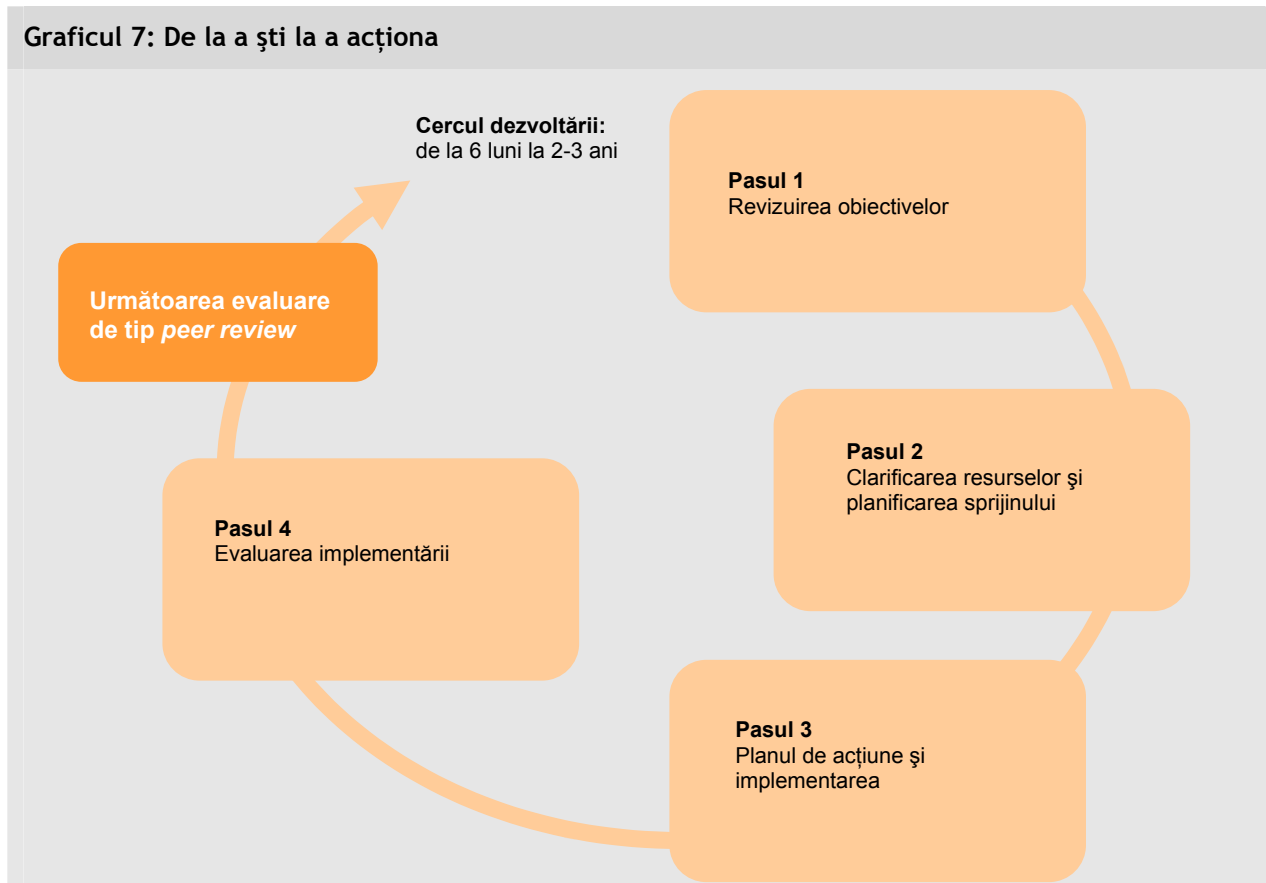 Graficul 7: De la a şti la a acţiona
Cercul dezvoltării:
de la 6 luni la 2-3 ani
Pasul 1
Revizuirea obiectivelor
Următoarea evaluare
de tip peer review
Pasul 2
Clarificarea resurselor şi
planificarea sprijinului
Pasul 4
Evaluarea implementării
Pasul 3
Planul de acţiune şi
implementarea